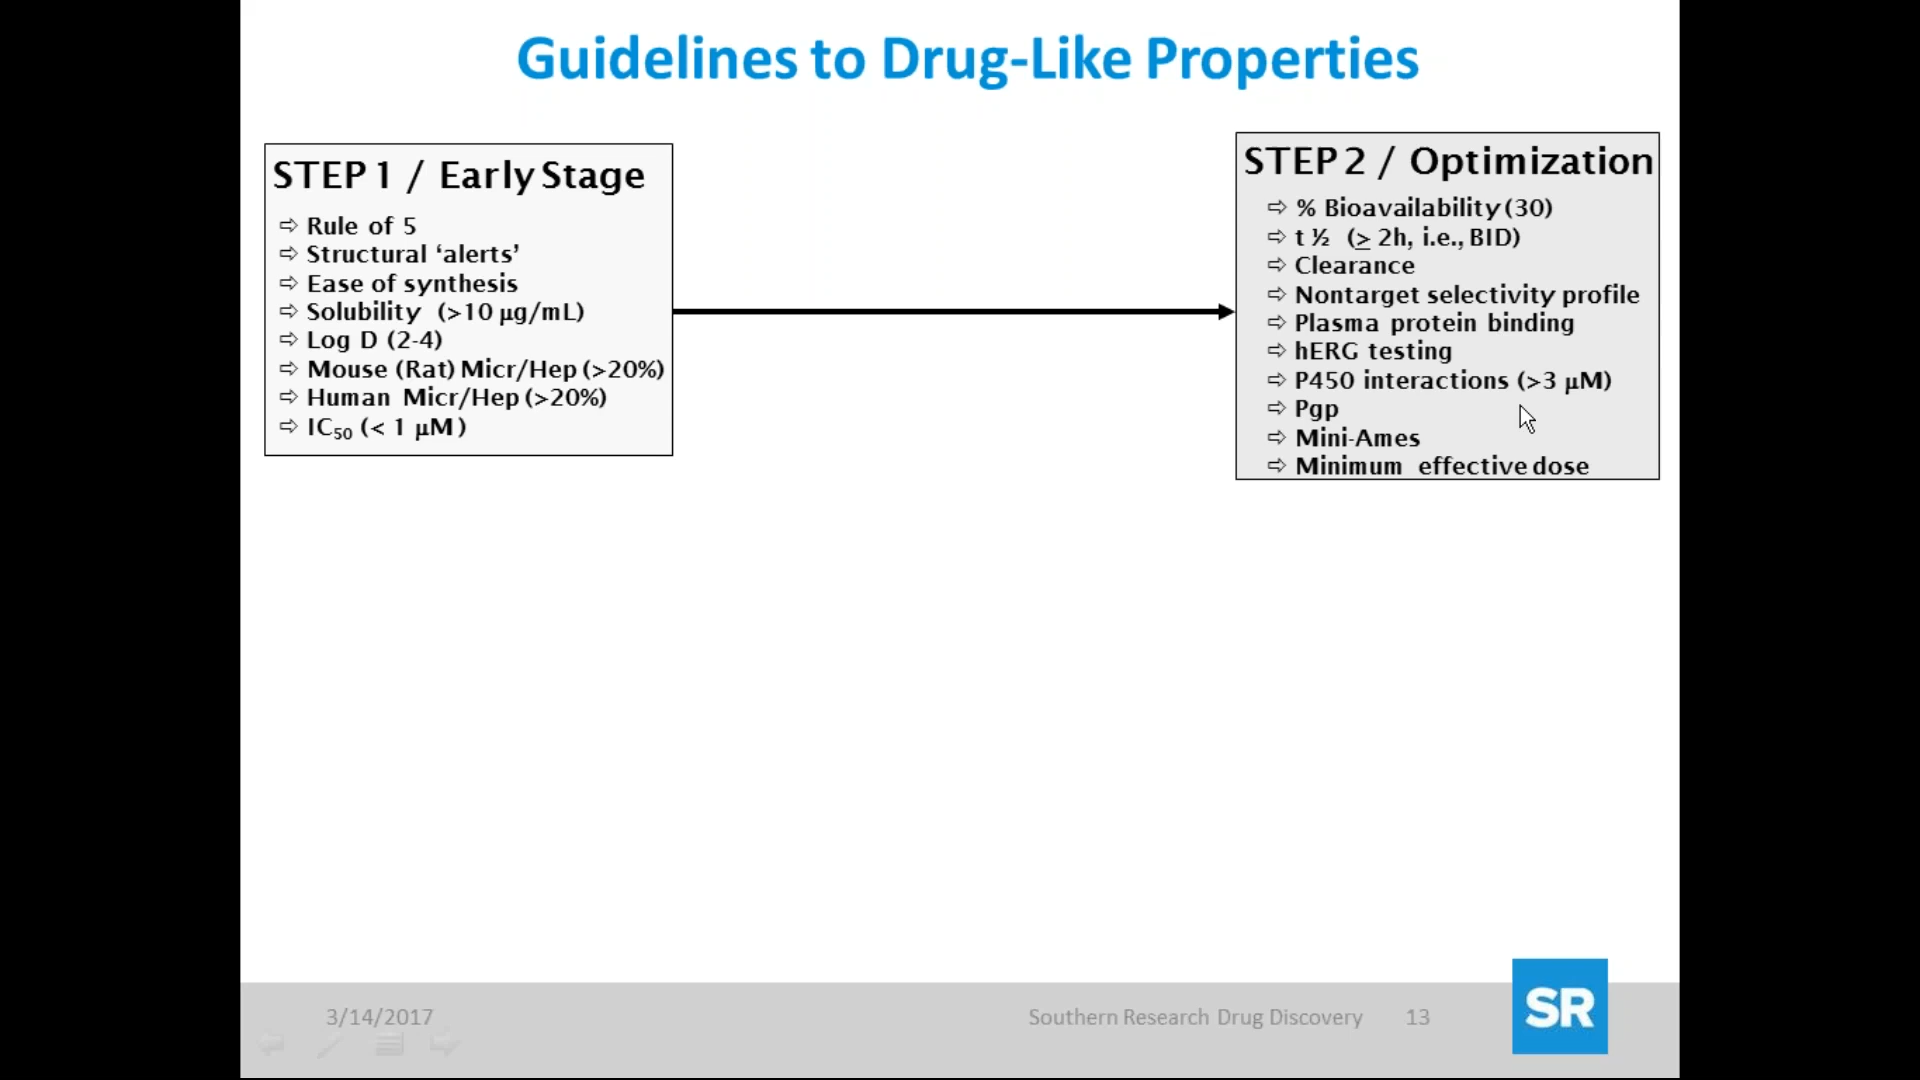 Guidelines to Drug-Like Properties
STEP 1 / Early Stage
⇨ Rule of 5
⇨ Structural ‘alerts’
⇨ Ease of synthesis
⇨ Solubility (>10 μg/mL)
⇨ Log D (2-4)
⇨ Mouse (Rat) Micr/Hep (>20%)
⇨ Human Micr/Hep (>20%)
⇨ IC50 (< 1 μM)
STEP 2 / Optimization
⇨ % Bioavailability (30)
⇨ t ½ (≥ 2h, i.e., BID)
⇨ Clearance
⇨ Nontarget selectivity profile
⇨ Plasma protein binding
⇨ hERG testing
⇨ P450 interactions (>3 μM)
⇨ Pgp
⇨ Mini-Ames
⇨ Minimum effective dose
3/14/2017
Southern Research Drug Discovery 13
SR